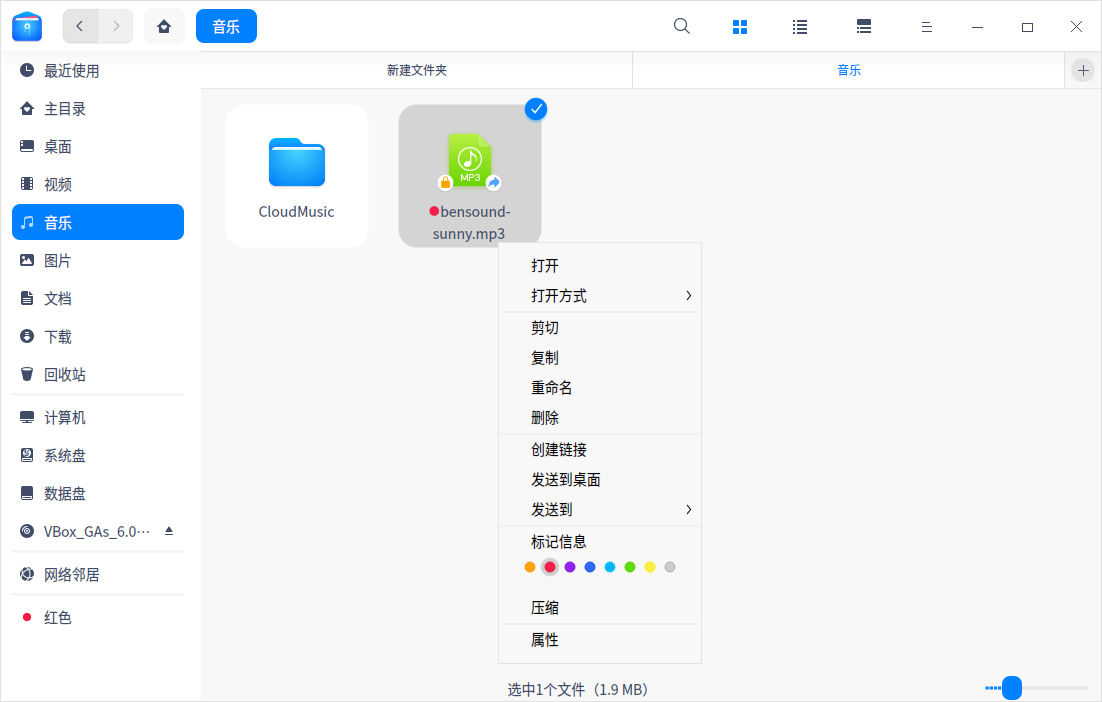 音乐
最近使用
主目录
桌面
视频
音乐
图片
文档
下载
回收站
计算机
系统盘
数据盘
VBox_GAs_6.0···
网络邻居
红色
新建文件夹
音乐
CloudMusic
MP3
bensound-
sunny.mp3
打开
打开方式
剪切
复制
重命名
删除
创建链接
发送到桌面
发送到
标记信息
压缩
属性
选中1个文件（1.9 MB）